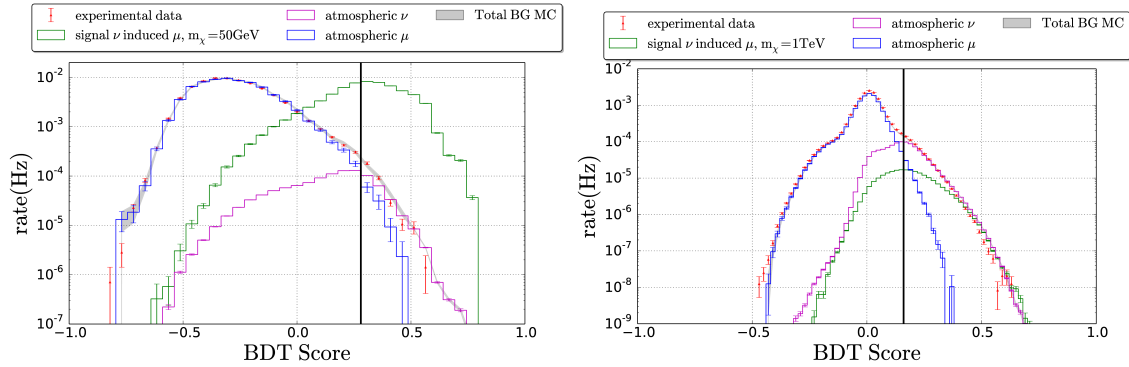 experimental data
signal ν induced μ, m_χ=50GeV
atmospheric ν
atmospheric μ
Total BG MC
rate(Hz)
10^-2
10^-3
10^-4
10^-5
10^-6
10^-7
−1.0 −0.5 0.0 0.5 1.0
BDT Score
experimental data
signal ν induced μ, m_χ=1TeV
atmospheric ν
atmospheric μ
Total BG MC
rate(Hz)
10^-1
10^-2
10^-3
10^-4
10^-5
10^-6
10^-7
10^-8
10^-9
−1.0 −0.5 0.0 0.5 1.0
BDT Score